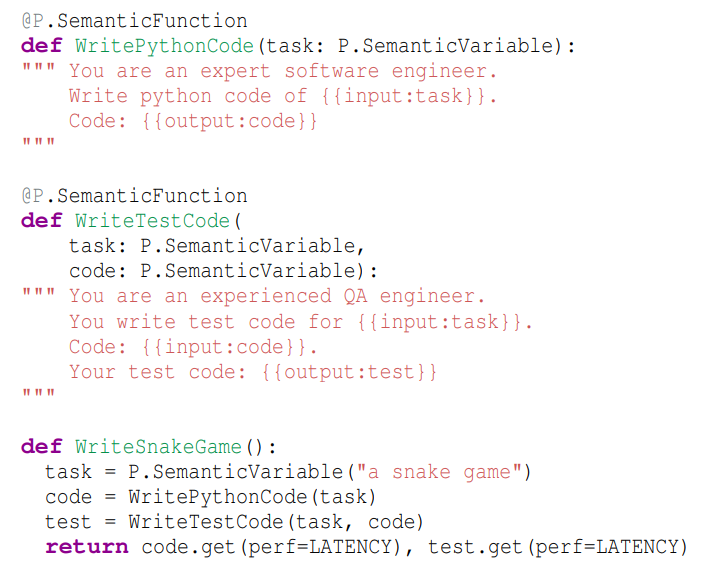 @P.SemanticFunction
def WritePythonCode(task: P.SemanticVariable):
""" You are an expert software engineer.
    Write python code of {{input:task}}.
    Code: {{output:code}}
"""

@P.SemanticFunction
def WriteTestCode(
    task: P.SemanticVariable,
    code: P.SemanticVariable):
""" You are an experienced QA engineer.
    You write test code for {{input:task}}.
    Code: {{input:code}}.
    Your test code: {{output:test}}
"""

def WriteSnakeGame():
  task = P.SemanticVariable("a snake game")
  code = WritePythonCode(task)
  test = WriteTestCode(task, code)
  return code.get(perf=LATENCY), test.get(perf=LATENCY)